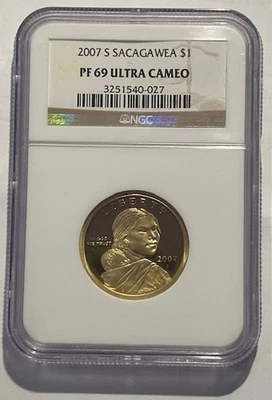 2007 S SACAGAWEA $1
PF 69 ULTRA CAMEO
3251540-027
NGC
LIBERTY
IN GOD
WE TRUST
2007